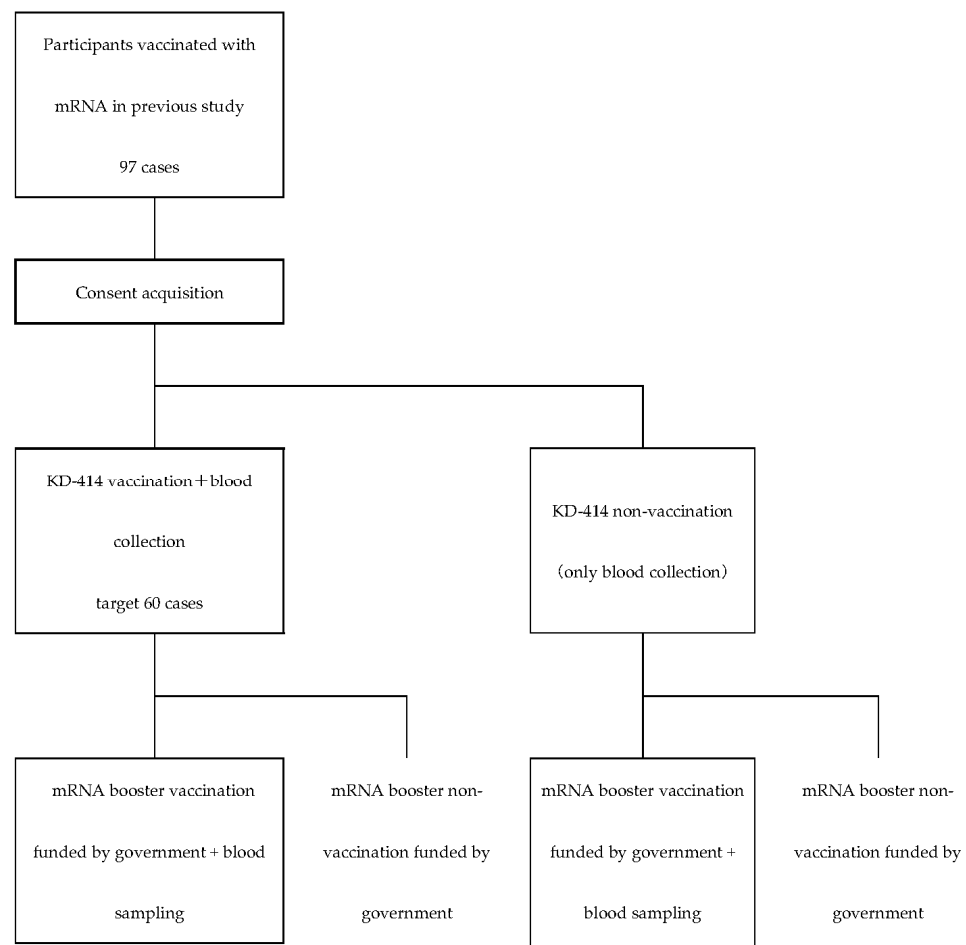 Participants vaccinated with
mRNA in previous study
97 cases
Consent acquisition
KD-414 vaccination＋blood
collection
target 60 cases
KD-414 non-vaccination
（only blood collection）
mRNA booster vaccination
funded by government + blood
sampling
mRNA booster non-
vaccination funded by
government
mRNA booster vaccination
funded by government +
blood sampling
mRNA booster non-
vaccination funded by
government